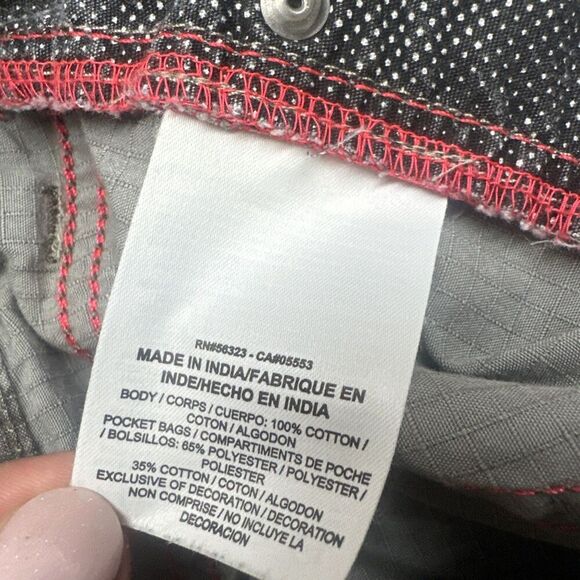 RN#56323 - CA#05553
MADE IN INDIA/FABRIQUE EN
INDE/HECHO EN INDIA
BODY / CORPS / CUERPO: 100% COTTON /
COTON / ALGODON
POCKET BAGS / COMPARTIMENTS DE POCHE
/ BOLSILLOS: 65% POLYESTER / POLYESTER /
POLIESTER
35% COTTON / COTON / ALGODON
EXCLUSIVE OF DECORATION / DECORATION
NON COMPRISE / NO INCLUYE LA
DECORACION